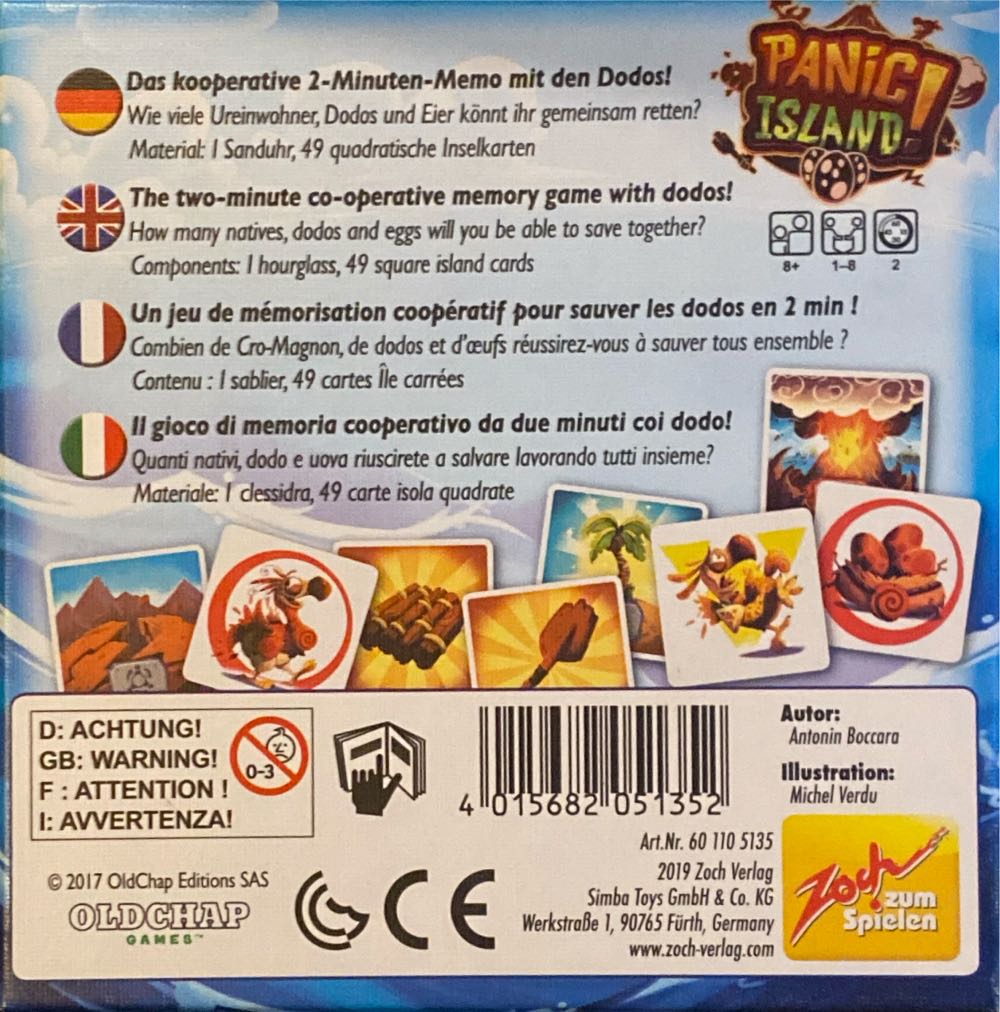 PANIC!
ISLAND
Das kooperative 2-Minuten-Memo mit den Dodos!
Wie viele Ureinwohner, Dodos und Eier könnt ihr gemeinsam retten?
Material: 1 Sanduhr, 49 quadratische Inselkarten
The two-minute co-operative memory game with dodos!
How many natives, dodos and eggs will you be able to save together?
Components: 1 hourglass, 49 square island cards
8+ 1–8 2
Un jeu de mémorisation coopératif pour sauver les dodos en 2 min !
Combien de Cro-Magnon, de dodos et d'œufs réussirez-vous à sauver tous ensemble ?
Contenu : 1 sablier, 49 cartes Île carrées
Il gioco di memoria cooperativo da due minuti coi dodo!
Quanti nativi, dodo e uova riuscirete a salvare lavorando tutti insieme?
Materiale: 1 clessidra, 49 carte isola quadrate
D: ACHTUNG!
GB: WARNING!
F : ATTENTION !
I: AVVERTENZA!
0-3
4 015682 051352
Autor:
Antonin Boccara
Illustration:
Michel Verdu
Art.Nr. 60 110 5135
2019 Zoch Verlag
Simba Toys GmbH & Co. KG
Werkstraße 1, 90765 Fürth, Germany
www.zoch-verlag.com
© 2017 OldChap Editions SAS
OLDCHAP
GAMES™
CE
Zoch
zum
Spielen